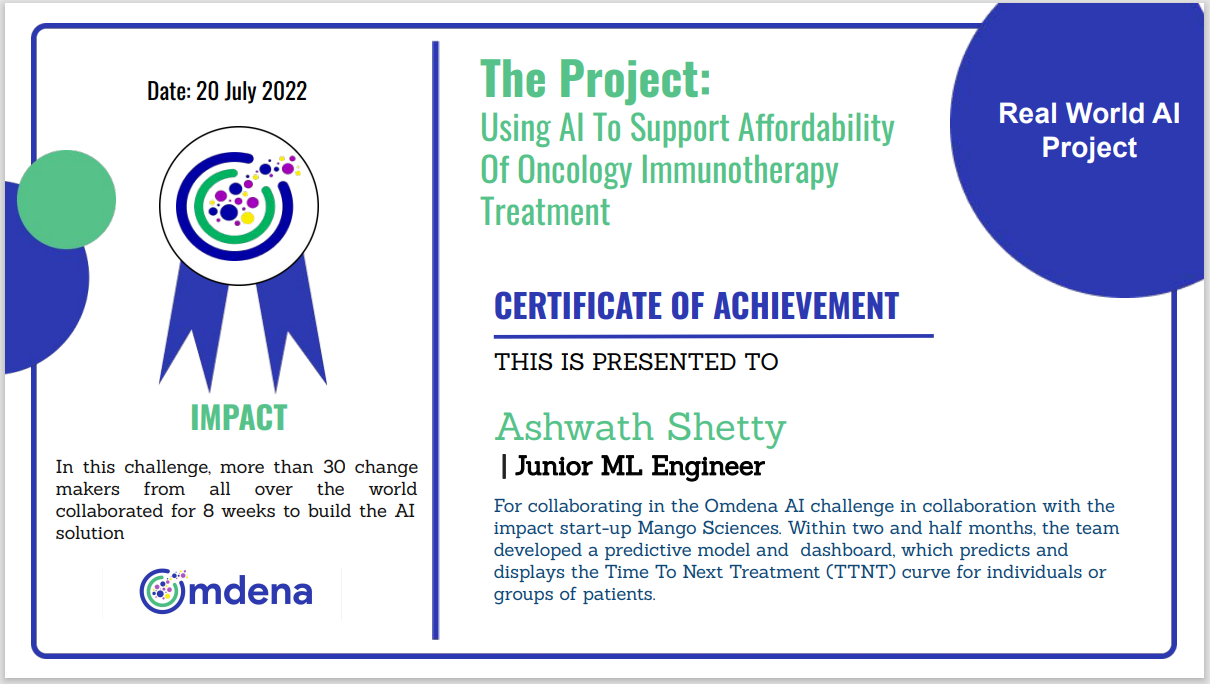 Date: 20 July 2022
IMPACT
In this challenge, more than 30 change
makers from all over the world
collaborated for 8 weeks to build the AI
solution
Omdena
The Project:
Using AI To Support Affordability
Of Oncology Immunotherapy
Treatment
Real World AI
Project
CERTIFICATE OF ACHIEVEMENT
THIS IS PRESENTED TO
Ashwath Shetty
| Junior ML Engineer
For collaborating in the Omdena AI challenge in collaboration with the
impact start-up Mango Sciences. Within two and half months, the team
developed a predictive model and  dashboard, which predicts and
displays the Time To Next Treatment (TTNT) curve for individuals or
groups of patients.